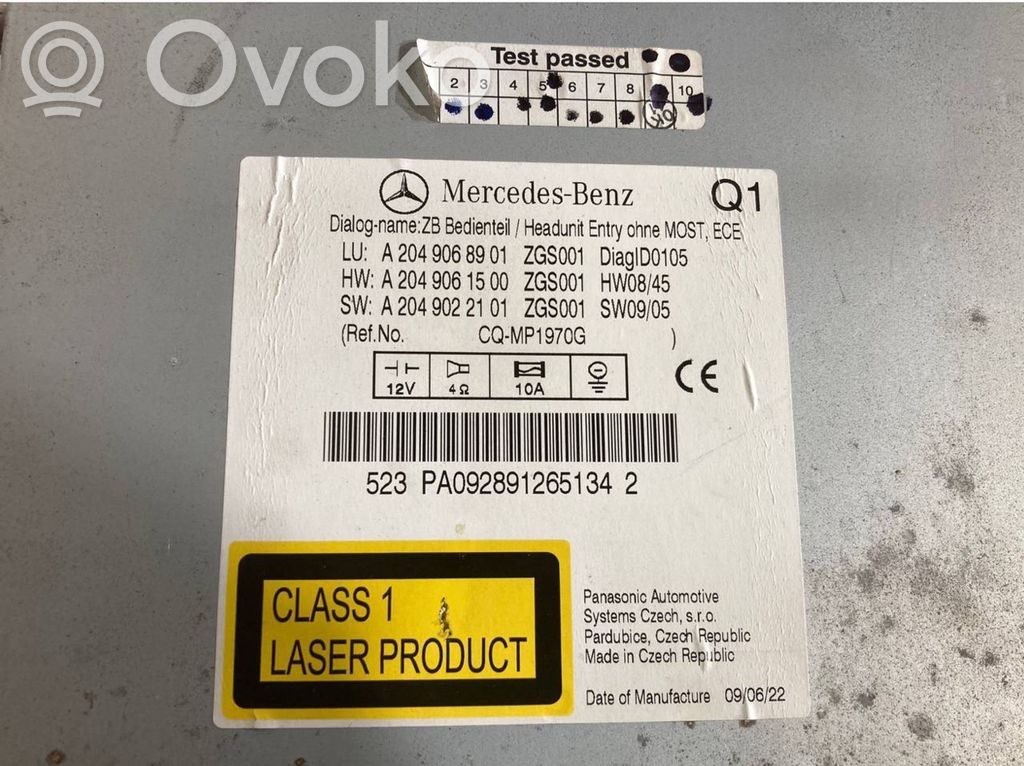 Ovoko
Test passed
2 3 4 5 6 7 8 10
OK
Mercedes-Benz Q1
Dialog-name:ZB Bedienteil / Headunit Entry ohne MOST, ECE
LU: A 204 906 89 01 ZGS001 DiagID0105
HW: A 204 906 15 00 ZGS001 HW08/45
SW: A 204 902 21 01 ZGS001 SW09/05
(Ref.No. CQ-MP1970G )
12V 4Ω 10A
CE
523 PA092891265134 2
CLASS 1
LASER PRODUCT
Panasonic Automotive
Systems Czech, s.r.o.
Pardubice, Czech Republic
Made in Czech Republic
Date of Manufacture 09/06/22